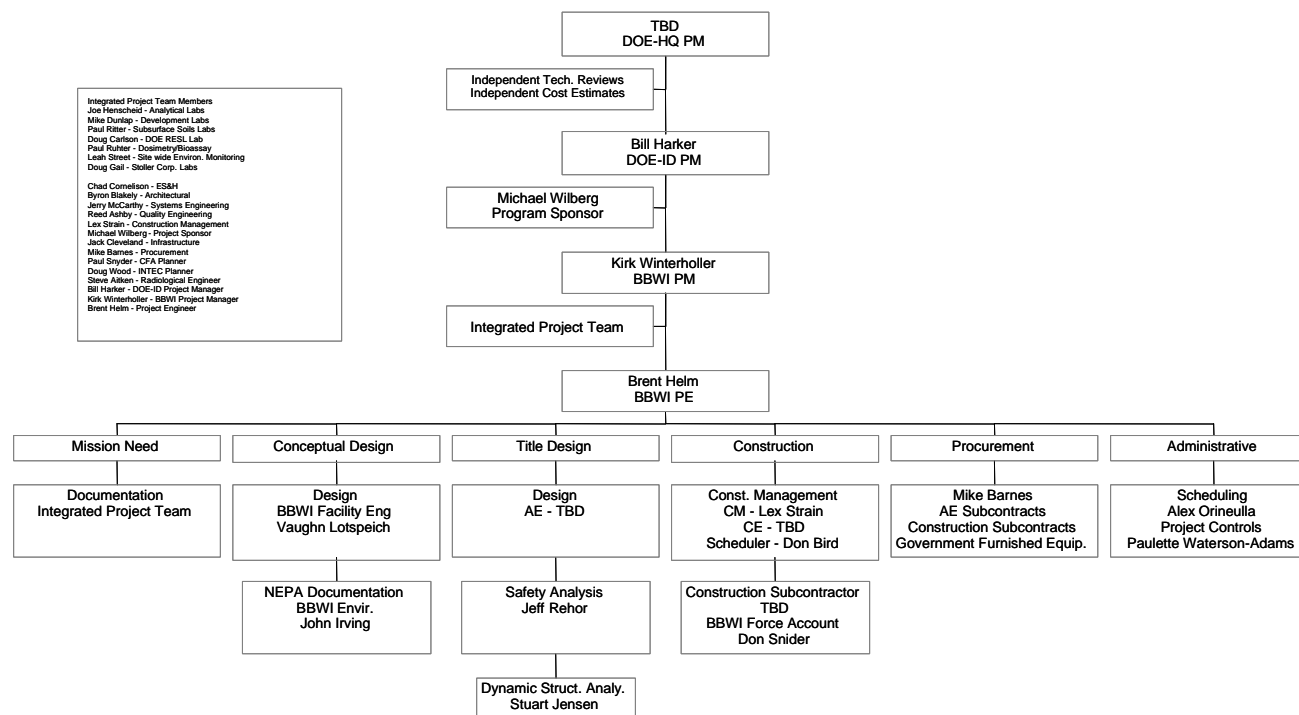 TBD
DOE-HQ PM
Independent Tech. Reviews
Independent Cost Estimates
Integrated Project Team Members
Joe Henscheid - Analytical Labs
Mike Dunlap - Development Labs
Paul Ritter - Subsurface Soils Labs
Doug Carlson - DOE RESL Lab
Paul Ruhter - Dosimetry/Bioassay
Leah Street - Site wide Environ. Monitoring
Doug Gail - Stoller Corp. Labs
Chad Cornelison - ES&H
Byron Blakely - Architectural
Jerry McCarthy - Systems Engineering
Reed Ashby - Quality Engineering
Lex Strain - Construction Management
Michael Wilberg - Project Sponsor
Jack Cleveland - Infrastructure
Mike Barnes - Procurement
Paul Snyder - CFA Planner
Doug Wood - INTEC Planner
Steve Aitken - Radiological Engineer
Bill Harker - DOE-ID Project Manager
Kirk Winterholler - BBWI Project Manager
Brent Helm - Project Engineer
Bill Harker
DOE-ID PM
Michael Wilberg
Program Sponsor
Kirk Winterholler
BBWI PM
Integrated Project Team
Brent Helm
BBWI PE
Mission Need
Documentation
Integrated Project Team
Conceptual Design
Design
BBWI Facility Eng
Vaughn Lotspeich
NEPA Documentation
BBWI Envir.
John Irving
Title Design
Design
AE - TBD
Safety Analysis
Jeff Rehor
Dynamic Struct. Analy.
Stuart Jensen
Construction
Const. Management
CM - Lex Strain
CE - TBD
Scheduler - Don Bird
Construction Subcontractor
TBD
BBWI Force Account
Don Snider
Procurement
Mike Barnes
AE Subcontracts
Construction Subcontracts
Government Furnished Equip.
Administrative
Scheduling
Alex Orineulla
Project Controls
Paulette Waterson-Adams